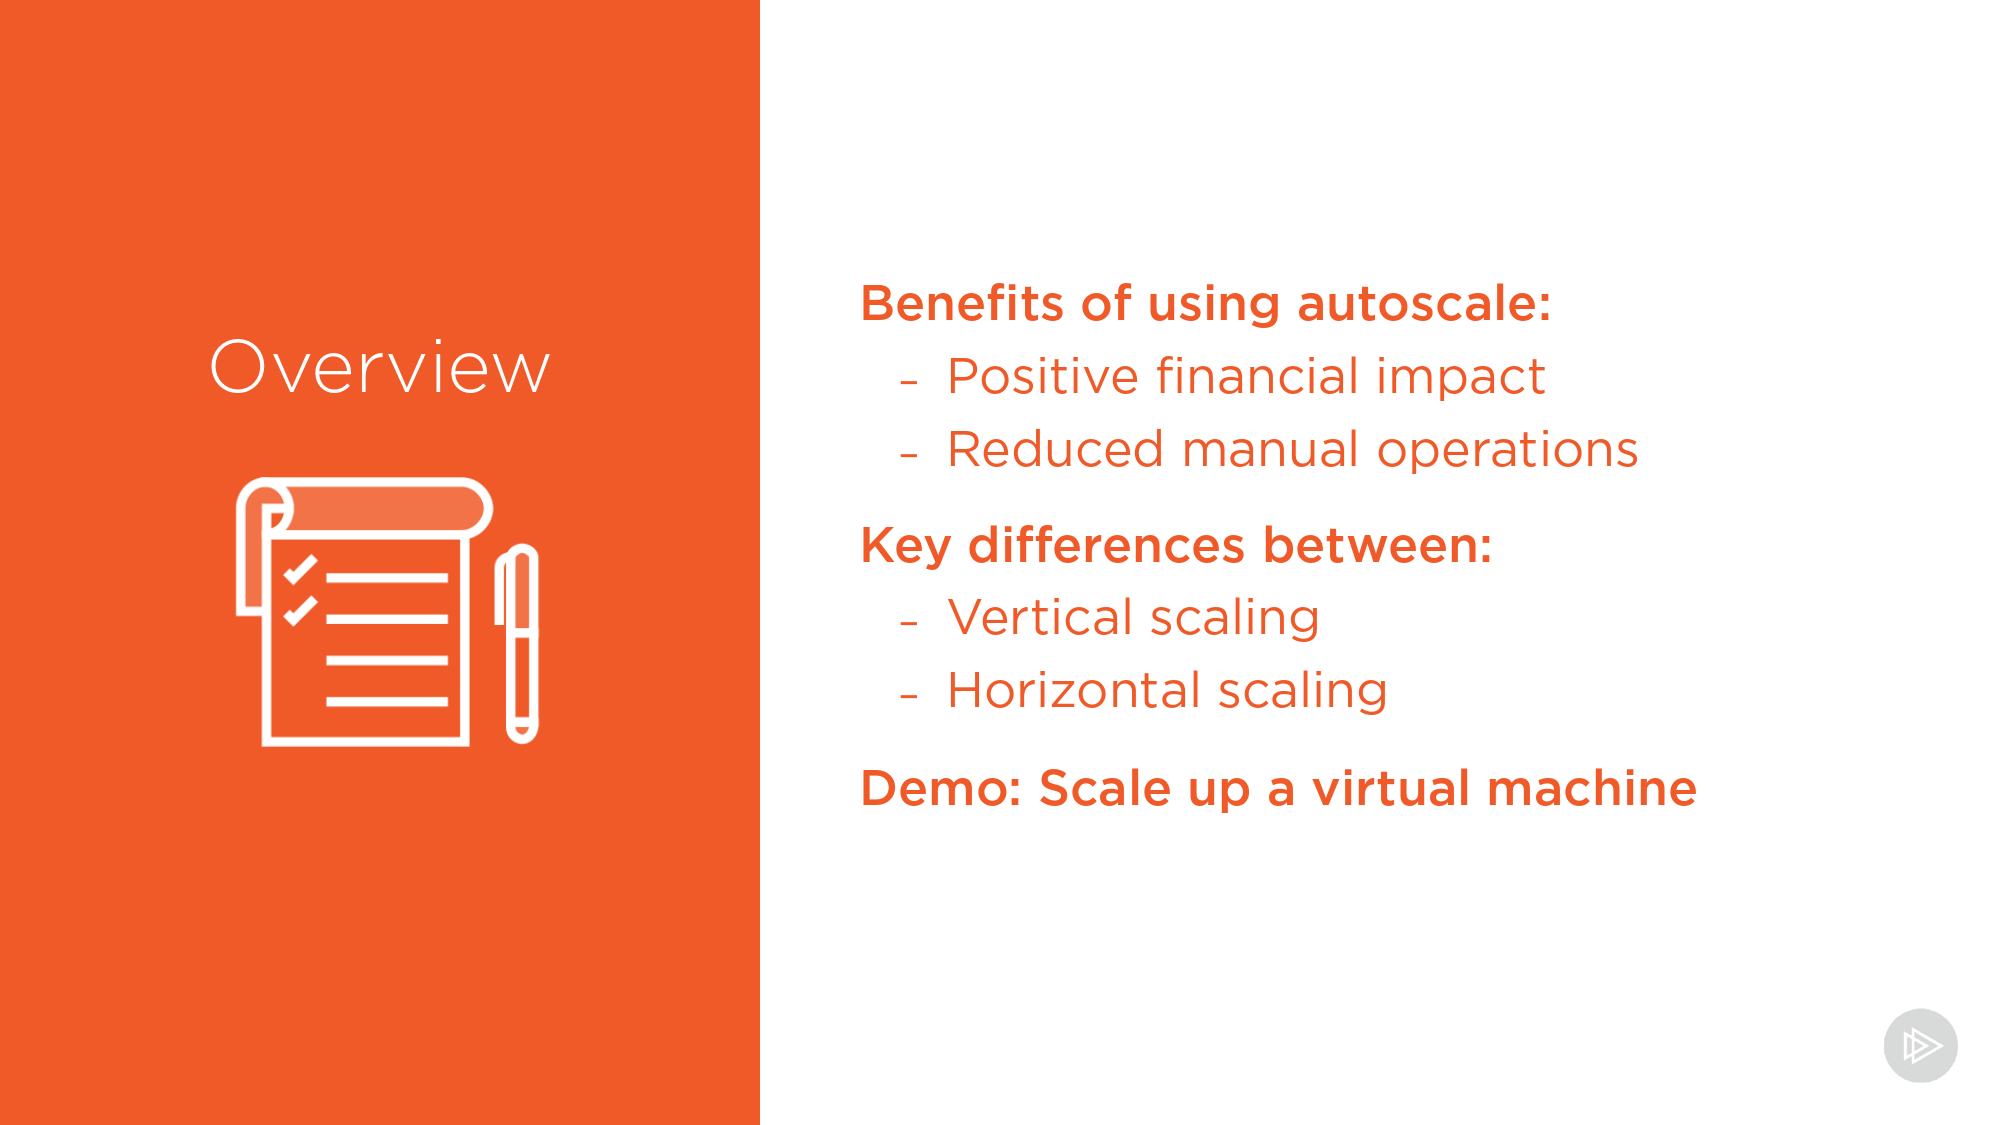 Overview
Benefits of using autoscale:
- Positive financial impact
- Reduced manual operations
Key differences between:
- Vertical scaling
- Horizontal scaling
Demo: Scale up a virtual machine